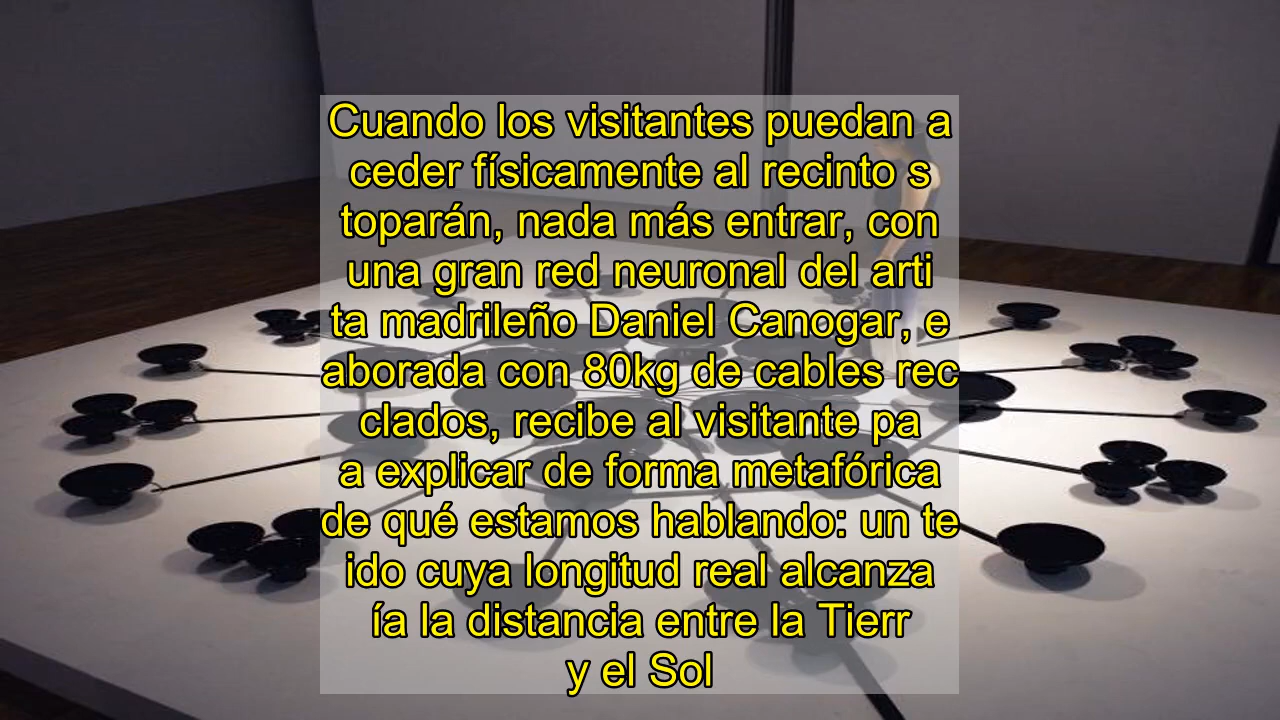 Cuando los visitantes puedan a
ceder físicamente al recinto s
toparán, nada más entrar, con
una gran red neuronal del arti
ta madrileño Daniel Canogar, e
aborada con 80kg de cables rec
clados, recibe al visitante pa
a explicar de forma metafórica
de qué estamos hablando: un te
ido cuya longitud real alcanza
ía la distancia entre la Tierr
y el Sol